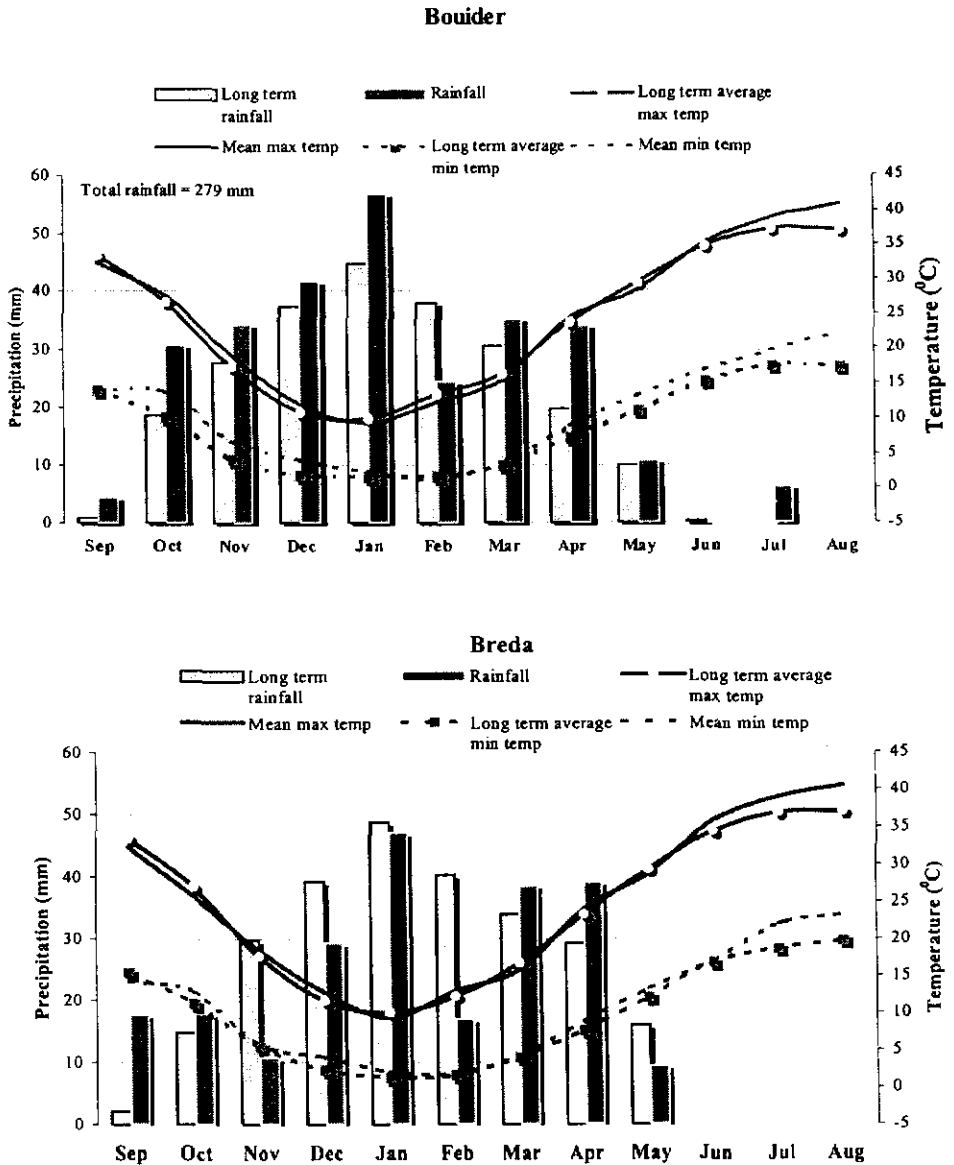 Bouider
Long term rainfall
Rainfall
Long term average max temp
Mean max temp
Long term average min temp
Mean min temp
Total rainfall = 279 mm
Precipitation (mm)
60
50
40
30
20
10
0
Temperature (⁰C)
45
40
35
30
25
20
15
10
5
0
-5
Sep Oct Nov Dec Jan Feb Mar Apr May Jun Jul Aug
Breda
Long term rainfall
Rainfall
Long term average max temp
Mean max temp
Long term average min temp
Mean min temp
Precipitation (mm)
60
50
40
30
20
10
0
Temperature (⁰C)
45
40
35
30
25
20
15
10
5
0
-5
Sep Oct Nov Dec Jan Feb Mar Apr May Jun Jul Aug